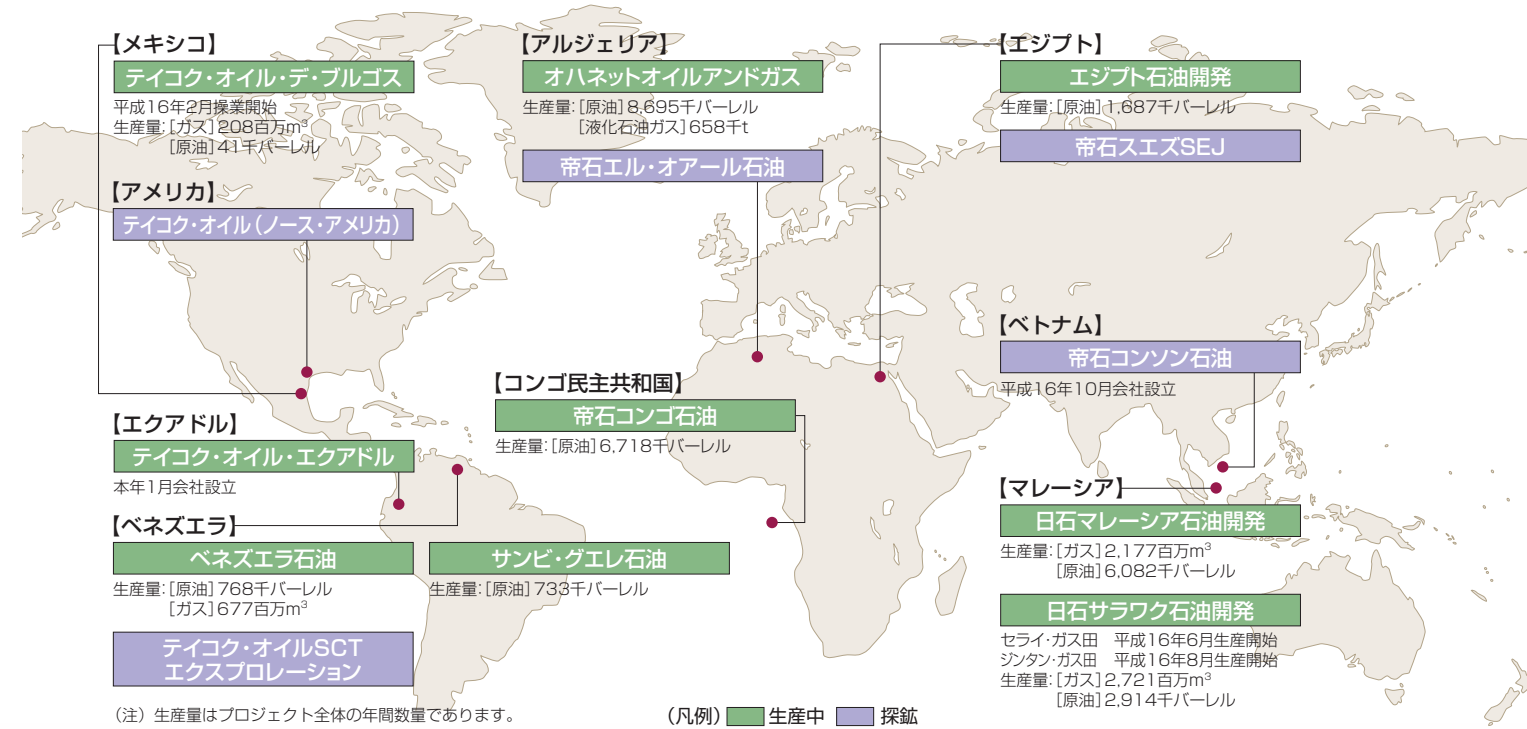 【メキシコ】
テイコク・オイル・デ・ブルゴス
平成16年2月操業開始
生産量:[ガス]208百万m³
[原油]41千バーレル
【アメリカ】
テイコク・オイル(ノース・アメリカ)
【エクアドル】
テイコク・オイル・エクアドル
本年1月会社設立
【ベネズエラ】
ベネズエラ石油
生産量:[原油]768千バーレル
[ガス]677百万m³
サンビ・グエレ石油
生産量:[原油]733千バーレル
テイコク・オイルSCT
エクスプロレーション
【アルジェリア】
オハネットオイルアンドガス
生産量:[原油]8,695千バーレル
[液化石油ガス]658千t
帝石エル・オアール石油
【コンゴ民主共和国】
帝石コンゴ石油
生産量:[原油]6,718千バーレル
【エジプト】
エジプト石油開発
生産量:[原油]1,687千バーレル
帝石スエズSEJ
【ベトナム】
帝石コンソン石油
平成16年10月会社設立
【マレーシア】
日石マレーシア石油開発
生産量:[ガス]2,177百万m³
[原油]6,082千バーレル
日石サラワク石油開発
セライ・ガス田 平成16年6月生産開始
ジンタン・ガス田 平成16年8月生産開始
生産量:[ガス]2,721百万m³
[原油]2,914千バーレル
(注)生産量はプロジェクト全体の年間数量であります。
(凡例) 生産中 探鉱